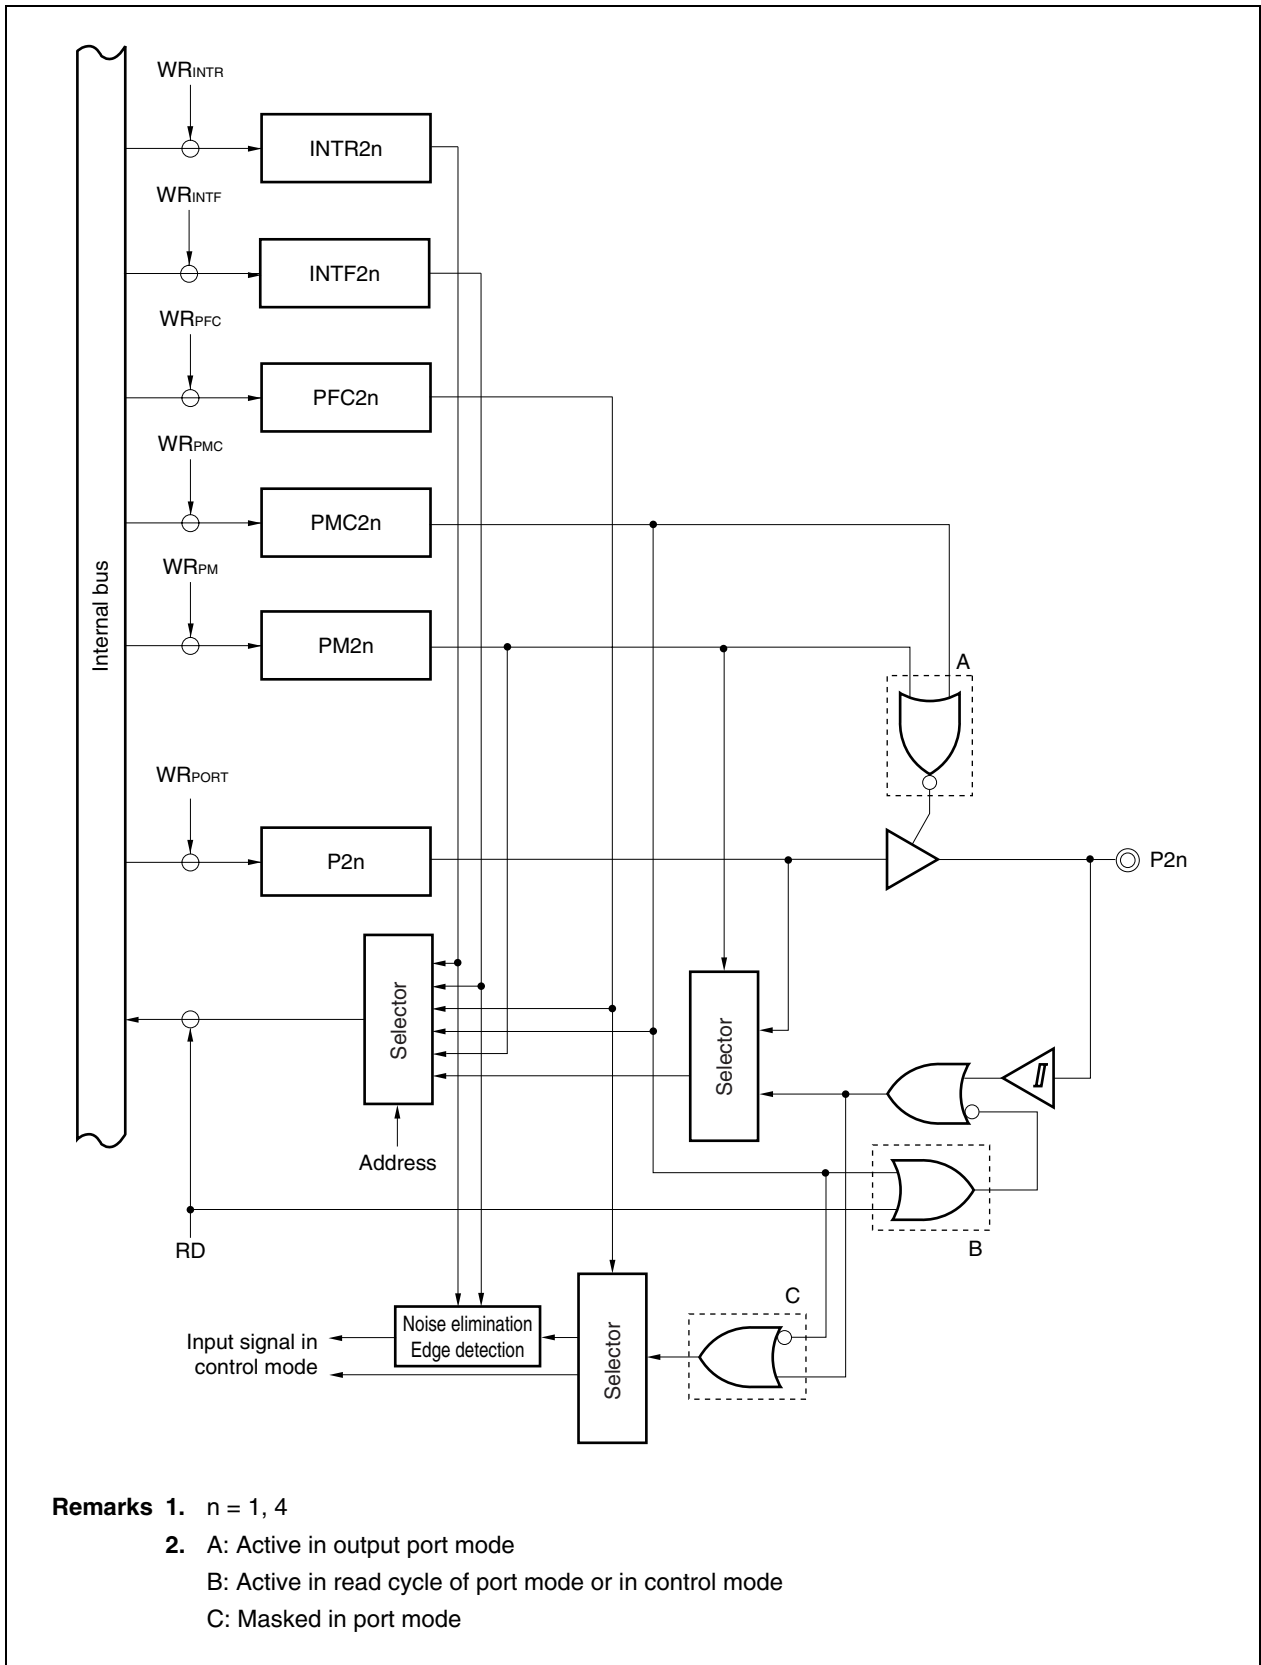 WRINTR
INTR2n
WRINTF
INTF2n
WRPFC
PFC2n
WRPMC
PMC2n
WRPM
PM2n
Internal bus
A
WRPORT
P2n
P2n
Selector
Selector
Address
RD
B
C
Noise elimination
Edge detection
Input signal in
control mode
Selector
Remarks 1. n = 1, 4
2. A: Active in output port mode
B: Active in read cycle of port mode or in control mode
C: Masked in port mode